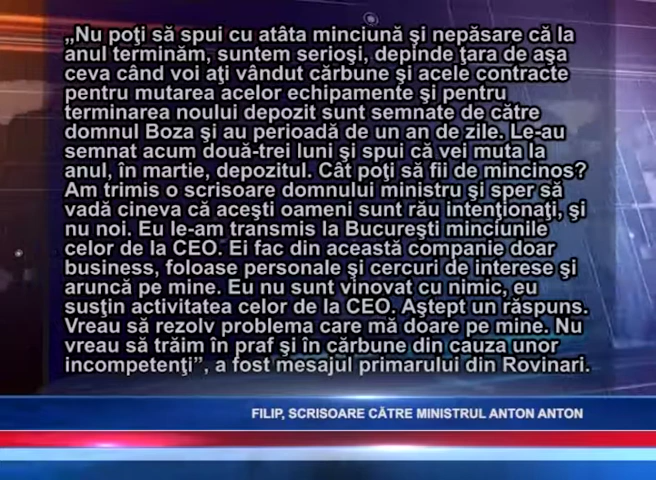 „Nu poţi să spui cu atâta minciună şi nepăsare că la
anul terminăm, suntem serioşi, depinde ţara de aşa
ceva când voi aţi vândut cărbune şi acele contracte
pentru mutarea acelor echipamente şi pentru
terminarea noului depozit sunt semnate de către
domnul Boza şi au perioadă de un an de zile. Le-au
semnat acum două-trei luni şi spui că vei muta la
anul, în martie, depozitul. Cât poţi să fii de mincinos?
Am trimis o scrisoare domnului ministru şi sper să
vadă cineva că aceşti oameni sunt rău intenţionaţi, şi
nu noi. Eu le-am transmis la Bucureşti minciunile
celor de la CEO. Ei fac din această companie doar
business, foloase personale şi cercuri de interese şi
aruncă pe mine. Eu nu sunt vinovat cu nimic, eu
susţin activitatea celor de la CEO. Aştept un răspuns.
Vreau să rezolv problema care mă doare pe mine. Nu
vreau să trăim în praf şi în cărbune din cauza unor
incompetenţi”, a fost mesajul primarului din Rovinari.
FILIP, SCRISOARE CĂTRE MINISTRUL ANTON ANTON